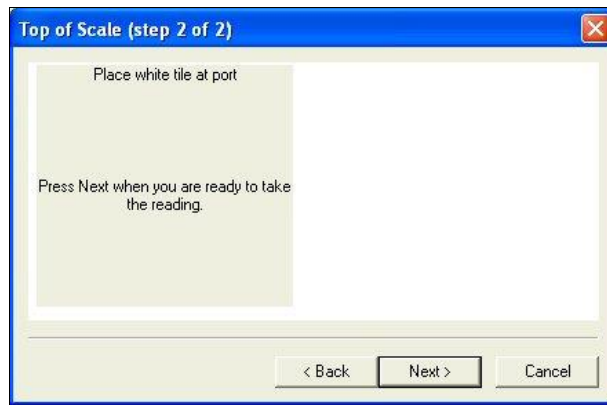 Top of Scale (step 2 of 2)
Place white tile at port
Press Next when you are ready to take
the reading.
< Back Next > Cancel